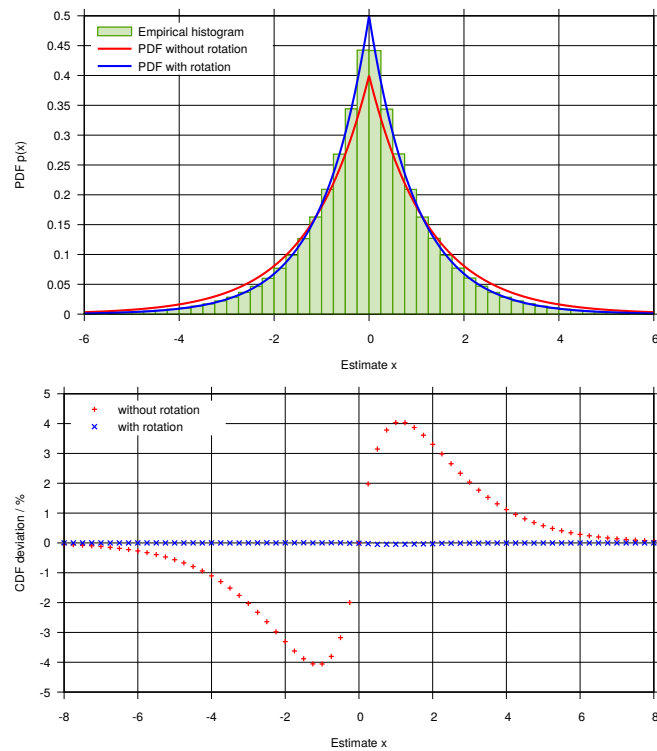 0.5
0.45
0.4
0.35
0.3
0.25
0.2
0.15
0.1
0.05
0
PDF p(x)
Empirical histogram
PDF without rotation
PDF with rotation
-6 -4 -2 0 2 4 6
Estimate x
5
4
3
2
1
0
-1
-2
-3
-4
-5
CDF deviation / %
without rotation
with rotation
-8 -6 -4 -2 0 2 4 6 8
Estimate x